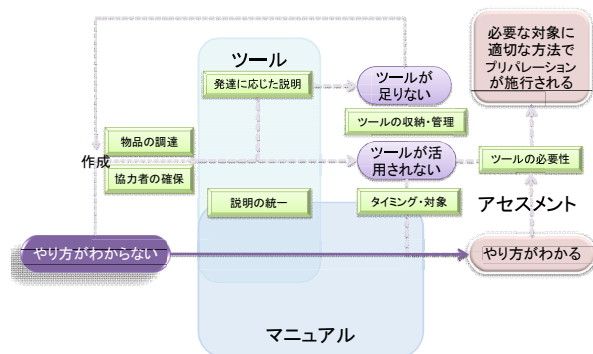 必要な対象に
適切な方法で
プリパレーション
が施行される
ツール
発達に応じた説明
ツールが
足りない
ツールの収納・管理
物品の調達
作成
協力者の確保
ツールが活
用されない
ツールの必要性
説明の統一
タイミング・対象
アセスメント
やり方がわからない
やり方がわかる
マニュアル